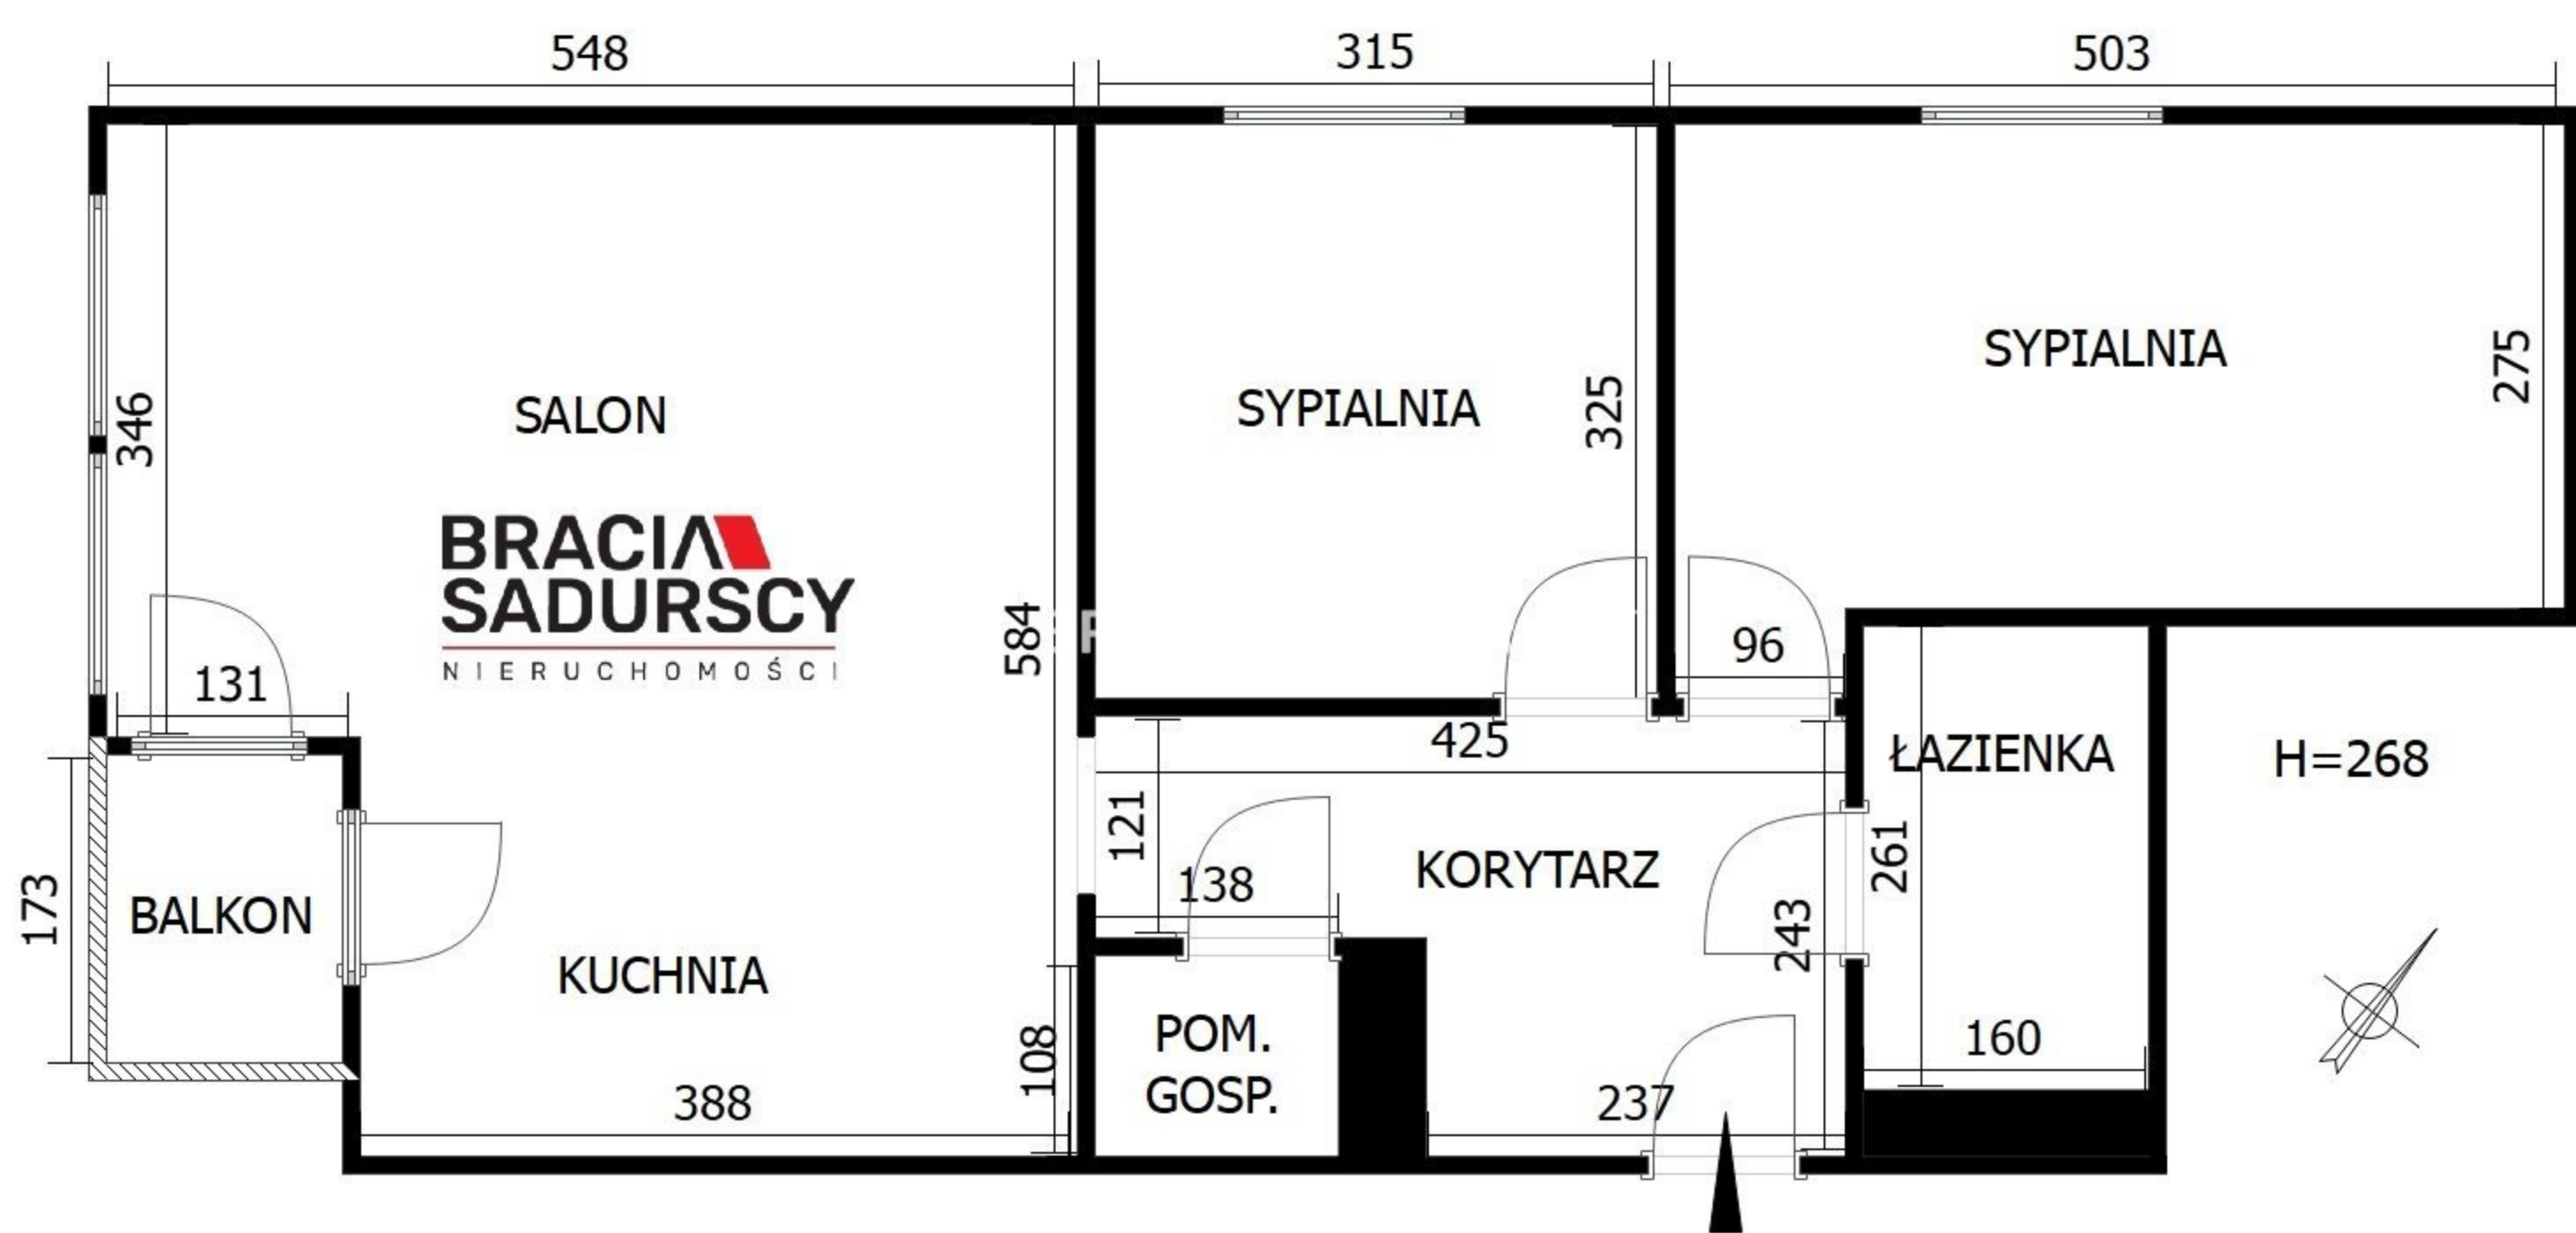 548
315
503
346
SALON
SYPIALNIA
325
SYPIALNIA
275
BRACIA
SADURSCY
NIERUCHOMOŚCI
584
131
96
425
ŁAZIENKA
H=268
121
138
KORYTARZ
261
243
173
BALKON
KUCHNIA
108
POM.
GOSP.
160
388
237